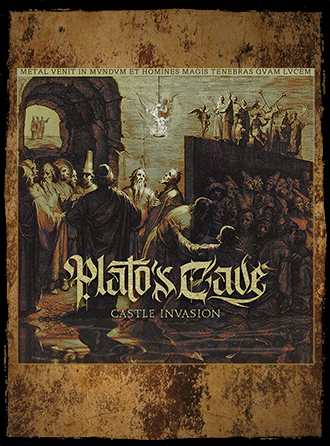 METAL VENIT IN MVNDVM ET HOMINES MAGIS TENEBRAS QVAM LVCEM
Plato's Cave
CASTLE INVASION